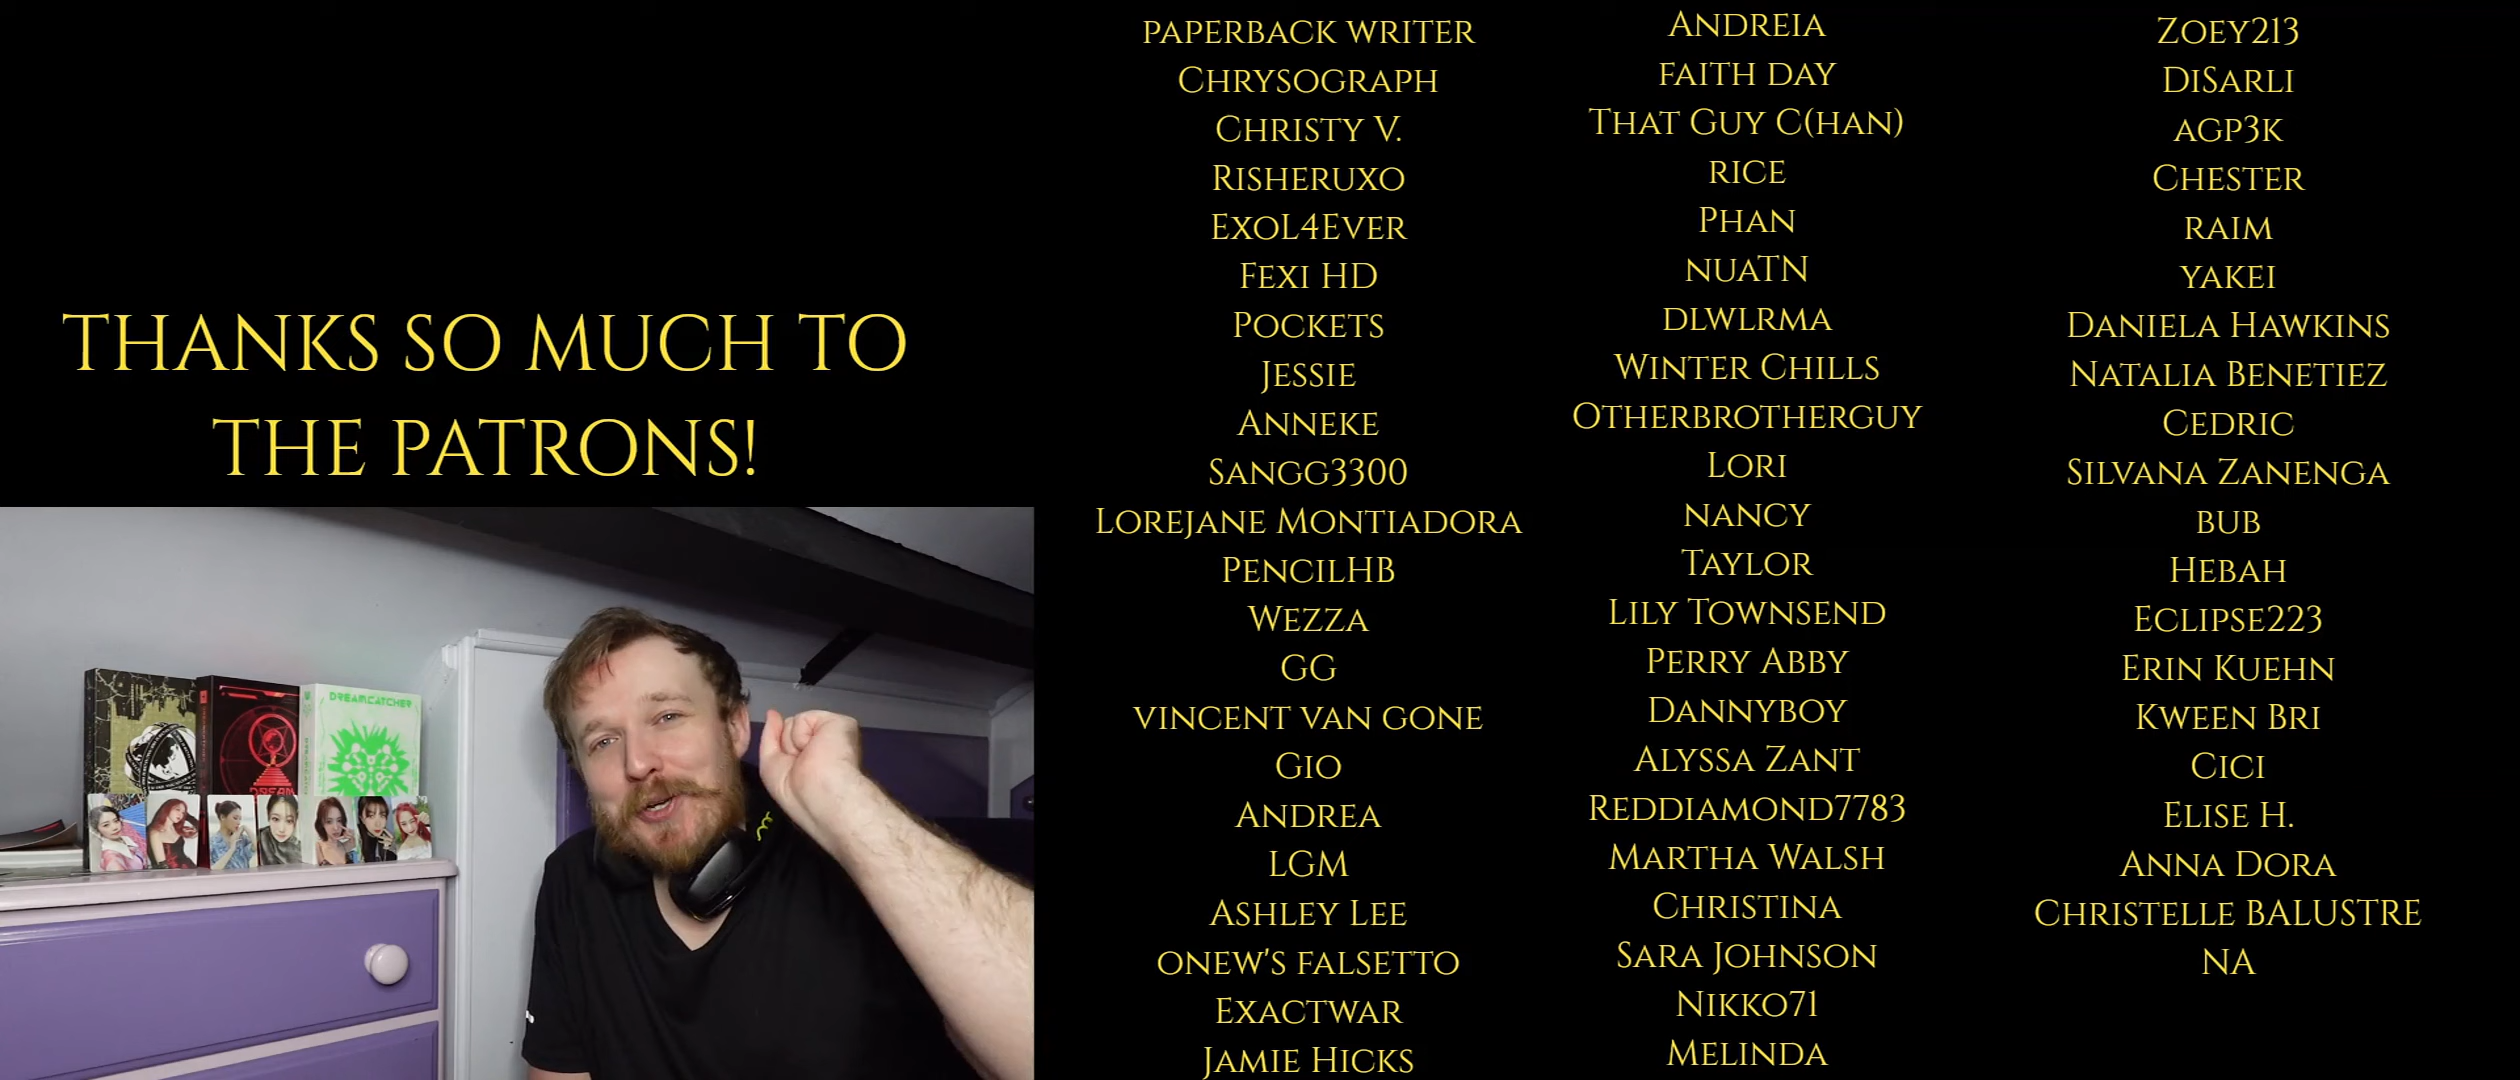 THANKS SO MUCH TO
THE PATRONS!
DREAMCATCHER
DREAM
PAPERBACK WRITER
CHRYSOGRAPH
CHRISTY V.
RISHERUXO
EXOL4EVER
FEXI HD
POCKETS
JESSIE
ANNEKE
SANGG3300
LOREJANE MONTIADORA
PENCILHB
WEZZA
GG
VINCENT VAN GONE
GIO
ANDREA
LGM
ASHLEY LEE
ONEW'S FALSETTO
EXACTWAR
JAMIE HICKS
ANDREIA
FAITH DAY
THAT GUY C(HAN)
RICE
PHAN
NUATN
DLWLRMA
WINTER CHILLS
OTHERBROTHERGUY
LORI
NANCY
TAYLOR
LILY TOWNSEND
PERRY ABBY
DANNYBOY
ALYSSA ZANT
REDDIAMOND7783
MARTHA WALSH
CHRISTINA
SARA JOHNSON
NIKKO71
MELINDA
ZOEY213
DISARLI
AGP3K
CHESTER
RAIM
YAKEI
DANIELA HAWKINS
NATALIA BENETIEZ
CEDRIC
SILVANA ZANENGA
BUB
HEBAH
ECLIPSE223
ERIN KUEHN
KWEEN BRI
CICI
ELISE H.
ANNA DORA
CHRISTELLE BALUSTRE
NA